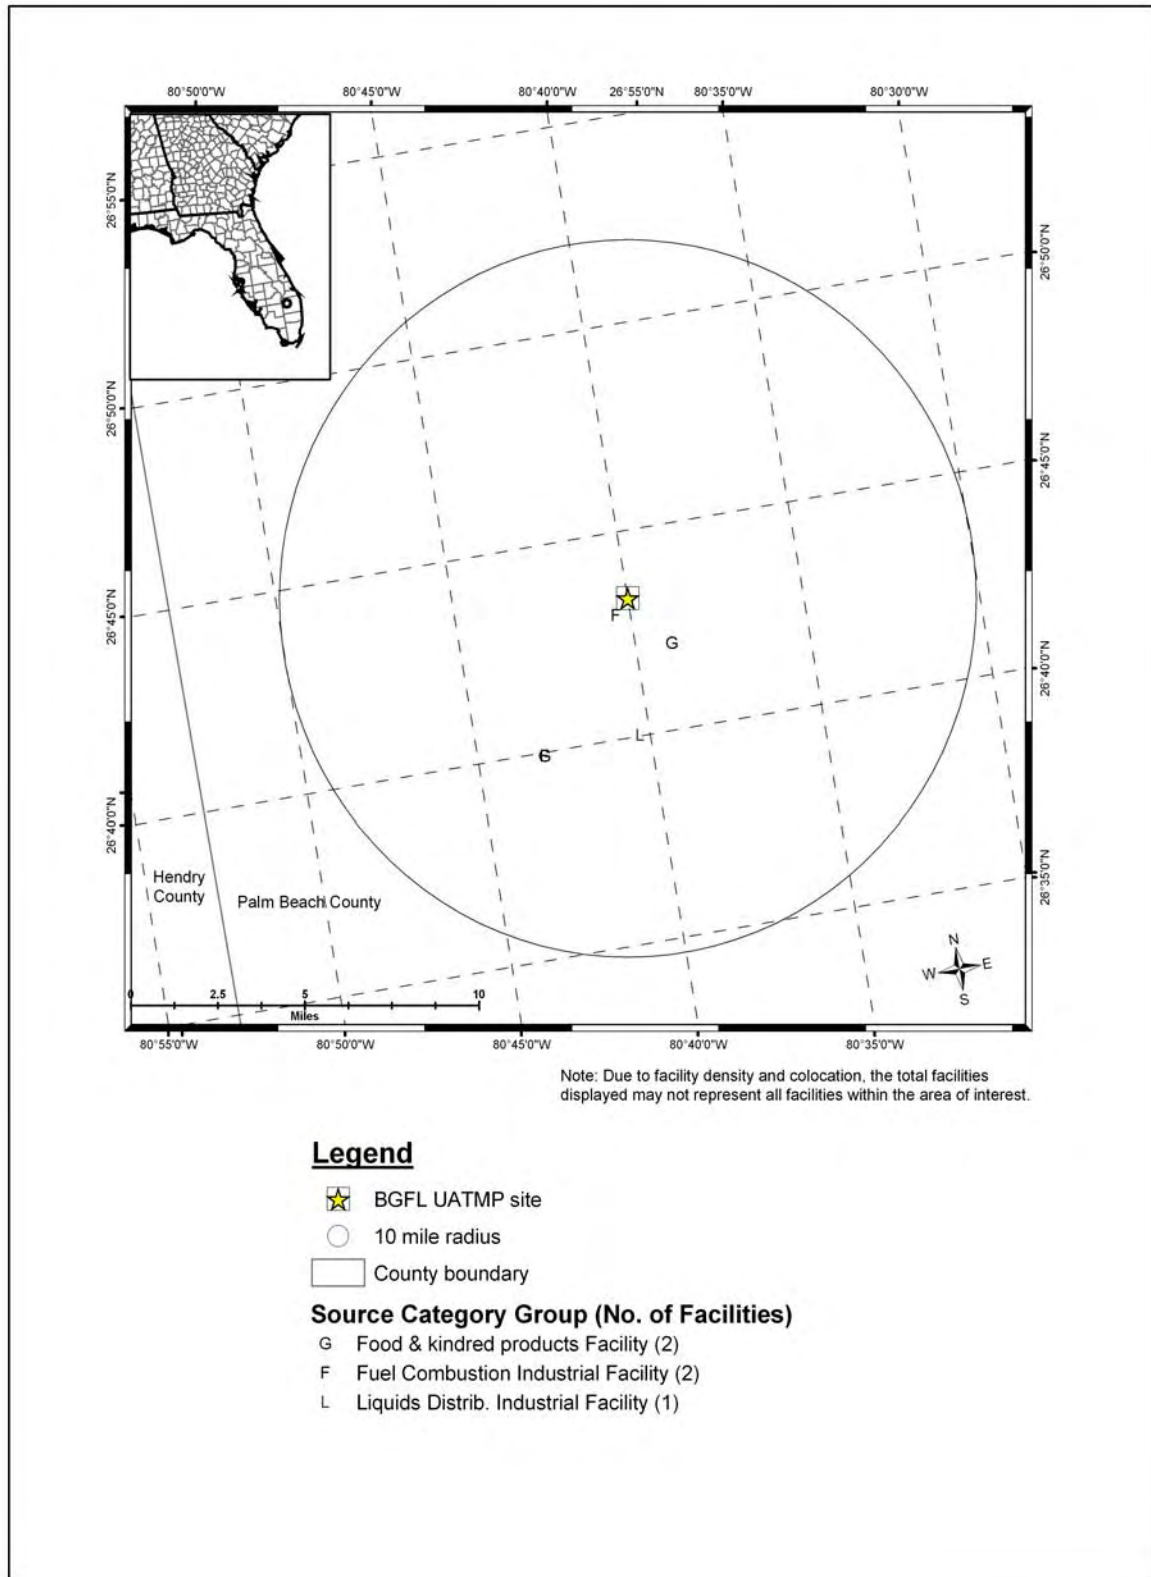 80°50'0"W 80°45'0"W 80°40'0"W 26°55'0"N 80°35'0"W 80°30'0"W
26°55'0"N
26°50'0"N
26°50'0"N
26°45'0"N
26°45'0"N
F
G
26°40'0"N
L
G
26°40'0"N
26°35'0"N
Hendry
County
Palm Beach County
N
W E
S
0 2.5 5 10
Miles
80°55'0"W 80°50'0"W 80°45'0"W 80°40'0"W 80°35'0"W
Note: Due to facility density and colocation, the total facilities
displayed may not represent all facilities within the area of interest.
Legend
BGFL UATMP site
10 mile radius
County boundary
Source Category Group (No. of Facilities)
G Food & kindred products Facility (2)
F Fuel Combustion Industrial Facility (2)
L Liquids Distrib. Industrial Facility (1)